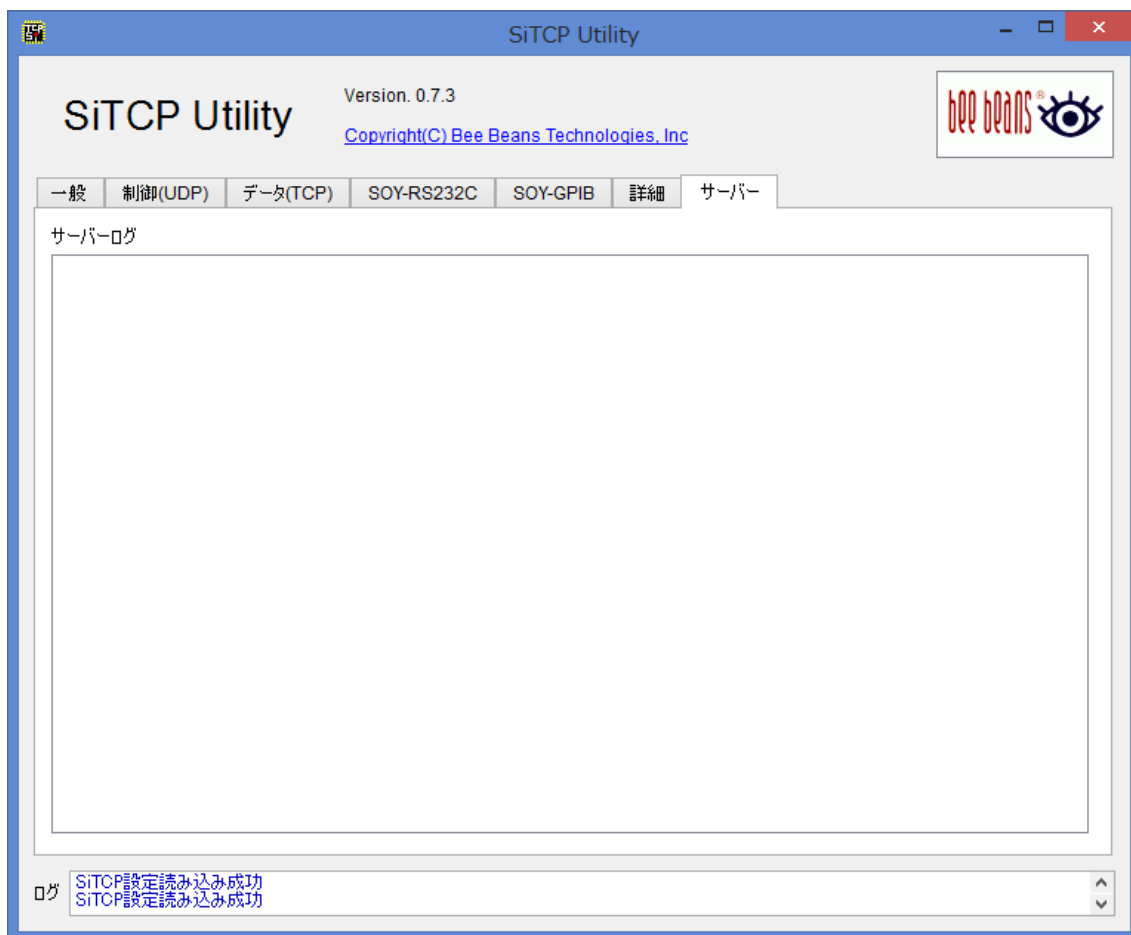 SiTCP Utility
SiTCP Utility
Version. 0.7.3
Copyright(C) Bee Beans Technologies, Inc
bee beans®
一般 制御(UDP) データ(TCP) SOY-RS232C SOY-GPIB 詳細 サーバー
サーバーログ
ログ
SiTCP設定読み込み成功
SiTCP設定読み込み成功